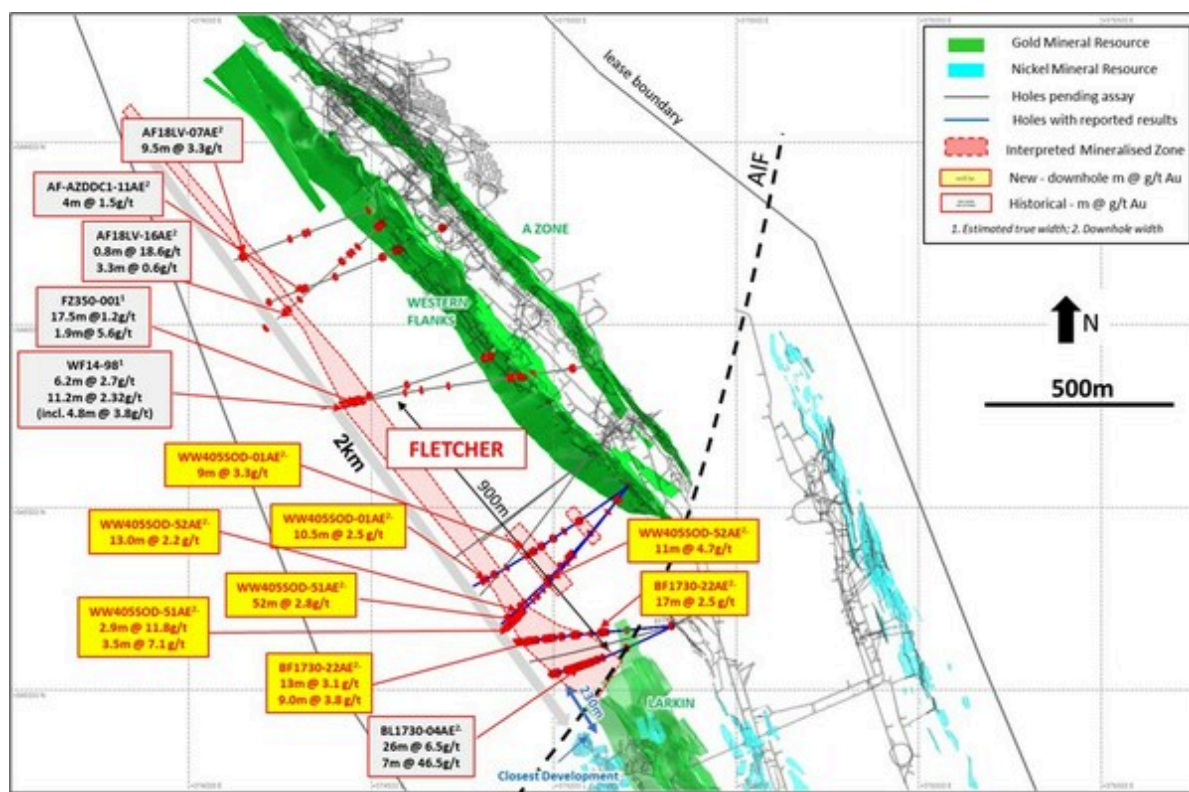 Gold Mineral Resource
Nickel Mineral Resource
Holes pending assay
Holes with reported results
Interpreted Mineralised Zone
New - downhole m @ g/t Au
Historical - m @ g/t Au
1. Estimated true width; 2. Downhole width
lease boundary
AIF
N
500m
A ZONE
WESTERN
FLANKS
AF18LV-07AE²
9.5m @ 3.3g/t
AF-AZDDC1-11AE²
4m @ 1.5g/t
AF18LV-16AE²
0.8m @ 18.6g/t
3.3m @ 0.6g/t
FZ350-001¹
17.5m @1.2g/t
1.9m @ 5.6g/t
WF14-98¹
6.2m @ 2.7g/t
11.2m @ 2.32g/t
(incl. 4.8m @ 3.8g/t)
2km
FLETCHER
900m
WW405SOD-01AE²·
9m @ 3.3g/t
WW405SOD-01AE²·
10.5m @ 2.5 g/t
WW405SOD-52AE²·
13.0m @ 2.2 g/t
WW405SOD-52AE²·
11m @ 4.7g/t
WW405SOD-51AE²·
52m @ 2.8g/t
BF1730-22AE²·
17m @ 2.5 g/t
WW405SOD-51AE²·
2.9m @ 11.8g/t
3.5m @ 7.1 g/t
BF1730-22AE²·
13m @ 3.1 g/t
9.0m @ 3.8 g/t
BL1730-04AE²·
26m @ 6.5g/t
7m @ 46.5g/t
LARKIN
230m
Closest Development